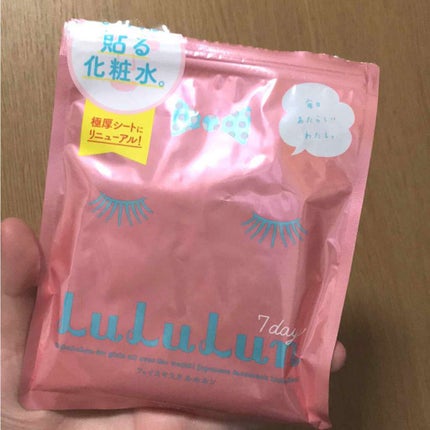 貼る
化粧水。
極厚シートに
リニューアル!
毎日
あたらしい
わたし。
7day
LuLuLun
フェイスマスク ルルルン